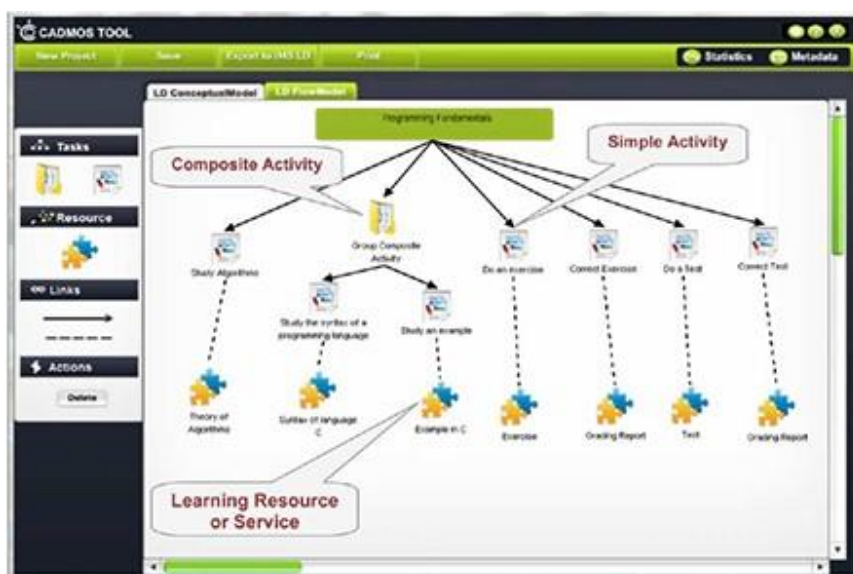 CADMOS TOOL
New Project
Save
Export to IMS LD
Print
Statistics
Metadata
LD ConceptualModel
LD FlowModel
Tasks
Resource
Links
Actions
Delete
Programming Fundamentals
Composite Activity
Simple Activity
Study Algorithms
Group Composite
Activity
Do an exercise
Correct Exercise
Do a Test
Correct Test
Study the syntax of a
programming language
Study an example
Theory of
Algorithms
Syntax of language
C
Example in C
Exercise
Grading Report
Test
Grading Report
Learning Resource
or Service